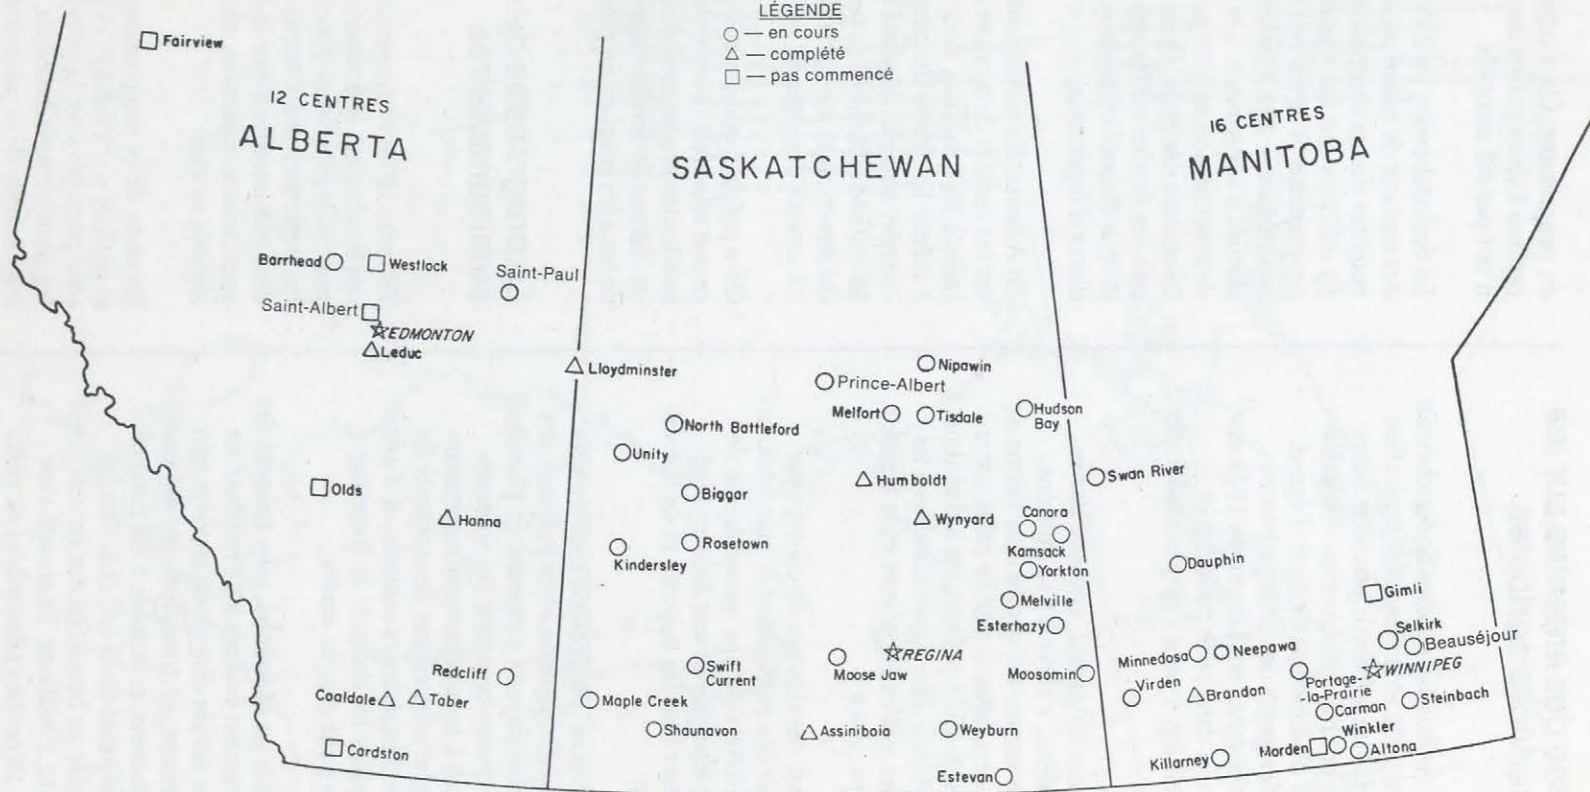 LÉGENDE
○ — en cours
△ — complété
□ — pas commencé
Fairview
12 CENTRES
ALBERTA
SASKATCHEWAN
16 CENTRES
MANITOBA
Barrhead
Westlock
Saint-Paul
Saint-Albert
EDMONTON
Leduc
Lloydminster
Nipawin
Prince-Albert
Melfort
Tisdale
Hudson
Bay
North Battleford
Unity
Swan River
Humboldt
Biggar
Olds
Hanna
Wynyard
Canora
Rosetown
Kamsack
Kindersley
Yorkton
Dauphin
Melville
Gimli
Esterhazy
Selkirk
Beauséjour
Minnedosa
Neepawa
REGINA
Moose Jaw
Swift
Current
Moosomin
Redcliff
Virden
Brandon
Portage-
-la-Prairie
WINNIPEG
Coaldale
Taber
Maple Creek
Carman
Steinbach
Shaunavon
Assiniboia
Weyburn
Winkler
Cardston
Morden
Altona
Killarney
Estevan